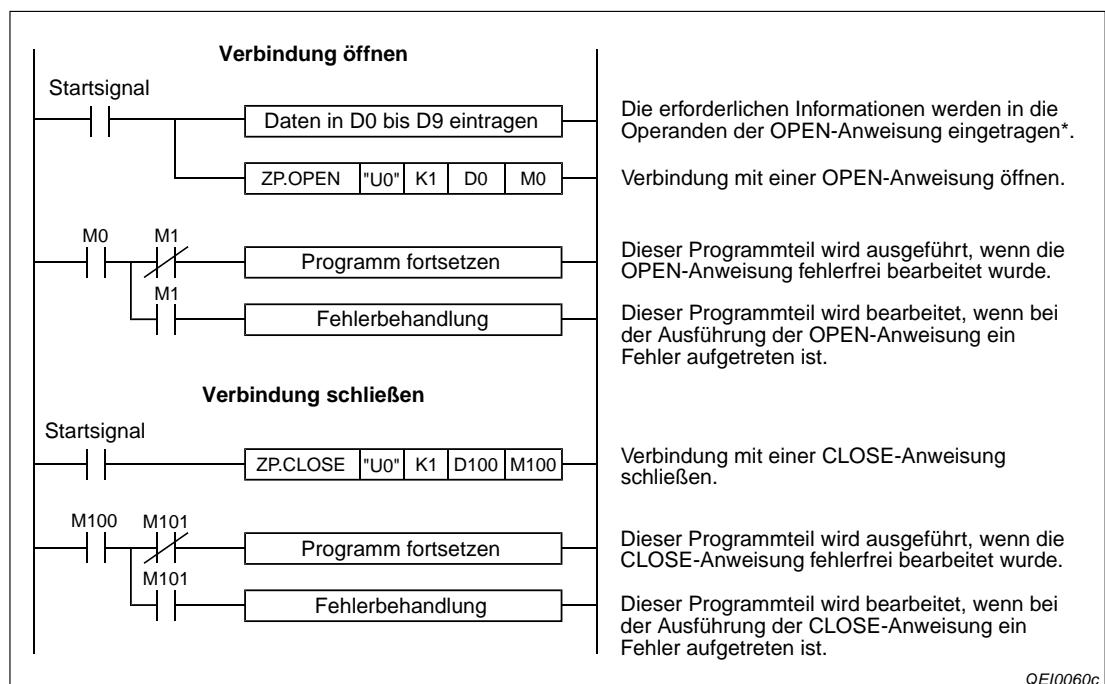 Verbindung öffnen
Startsignal
Daten in D0 bis D9 eintragen
Die erforderlichen Informationen werden in die
Operanden der OPEN-Anweisung eingetragen*.
ZP.OPEN "U0" K1 D0 M0
Verbindung mit einer OPEN-Anweisung öffnen.
M0 M1
Programm fortsetzen
Dieser Programmteil wird ausgeführt, wenn die
OPEN-Anweisung fehlerfrei bearbeitet wurde.
M1
Fehlerbehandlung
Dieser Programmteil wird bearbeitet, wenn bei
der Ausführung der OPEN-Anweisung ein
Fehler aufgetreten ist.
Verbindung schließen
Startsignal
ZP.CLOSE "U0" K1 D100 M100
Verbindung mit einer CLOSE-Anweisung
schließen.
M100 M101
Programm fortsetzen
Dieser Programmteil wird ausgeführt, wenn die
CLOSE-Anweisung fehlerfrei bearbeitet wurde.
M101
Fehlerbehandlung
Dieser Programmteil wird bearbeitet, wenn bei
der Ausführung der CLOSE-Anweisung ein
Fehler aufgetreten ist.
QEI0060c